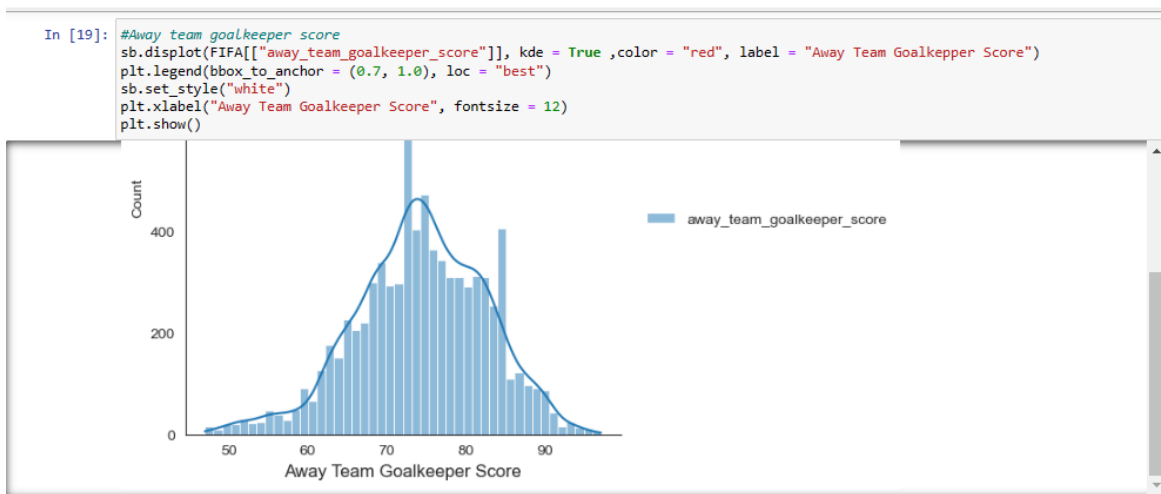 In [19]: #Away team goalkeeper score
sb.displot(FIFA[["away_team_goalkeeper_score"]], kde = True ,color = "red", label = "Away Team Goalkepper Score")
plt.legend(bbox_to_anchor = (0.7, 1.0), loc = "best")
sb.set_style("white")
plt.xlabel("Away Team Goalkeeper Score", fontsize = 12)
plt.show()
Count
away_team_goalkeeper_score
400
200
0
50 60 70 80 90
Away Team Goalkeeper Score